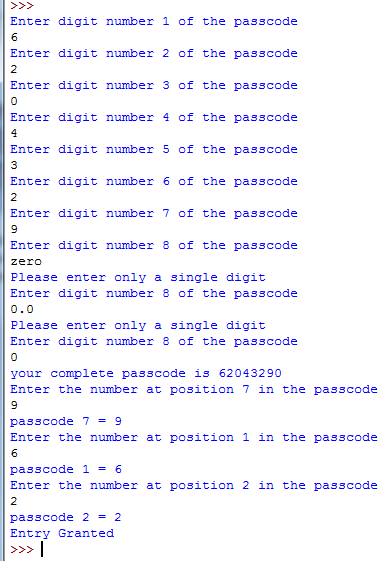 >>>
Enter digit number 1 of the passcode
6
Enter digit number 2 of the passcode
2
Enter digit number 3 of the passcode
0
Enter digit number 4 of the passcode
4
Enter digit number 5 of the passcode
3
Enter digit number 6 of the passcode
2
Enter digit number 7 of the passcode
9
Enter digit number 8 of the passcode
zero
Please enter only a single digit
Enter digit number 8 of the passcode
0.0
Please enter only a single digit
Enter digit number 8 of the passcode
0
your complete passcode is 62043290
Enter the number at position 7 in the passcode
9
passcode 7 = 9
Enter the number at position 1 in the passcode
6
passcode 1 = 6
Enter the number at position 2 in the passcode
2
passcode 2 = 2
Entry Granted
>>>